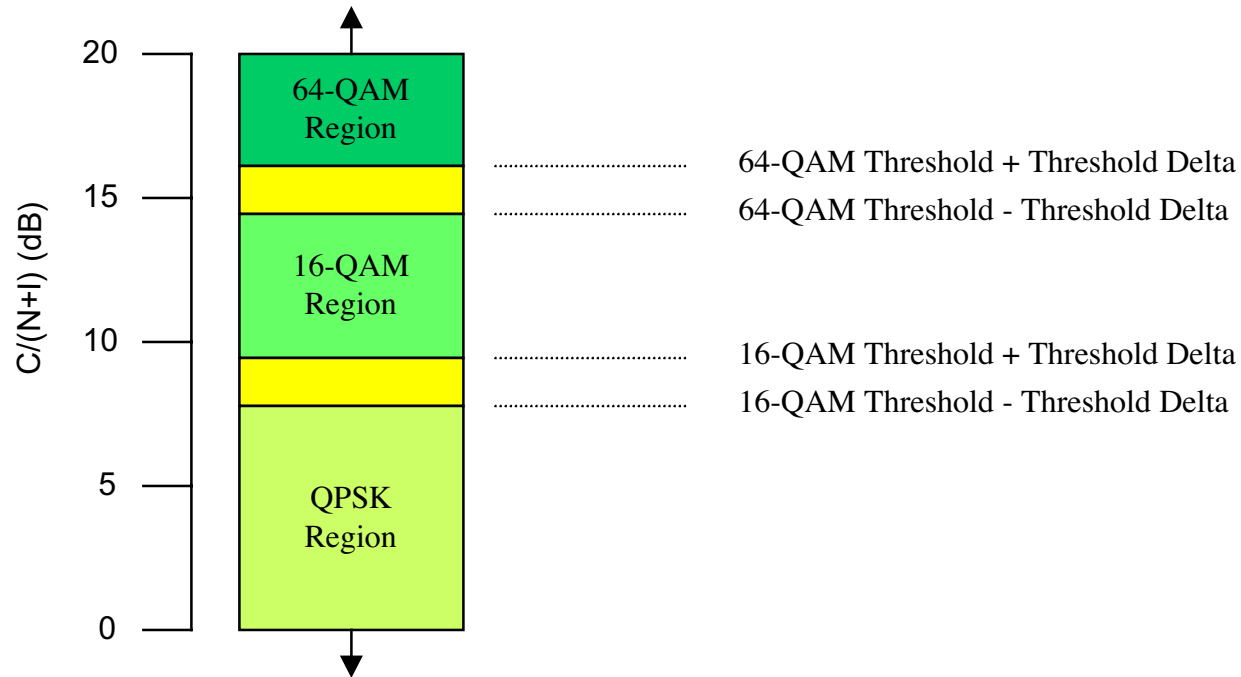 C/(N+I) (dB)
20
15
10
5
0
64-QAM
Region
16-QAM
Region
QPSK
Region
64-QAM Threshold + Threshold Delta
64-QAM Threshold - Threshold Delta
16-QAM Threshold + Threshold Delta
16-QAM Threshold - Threshold Delta